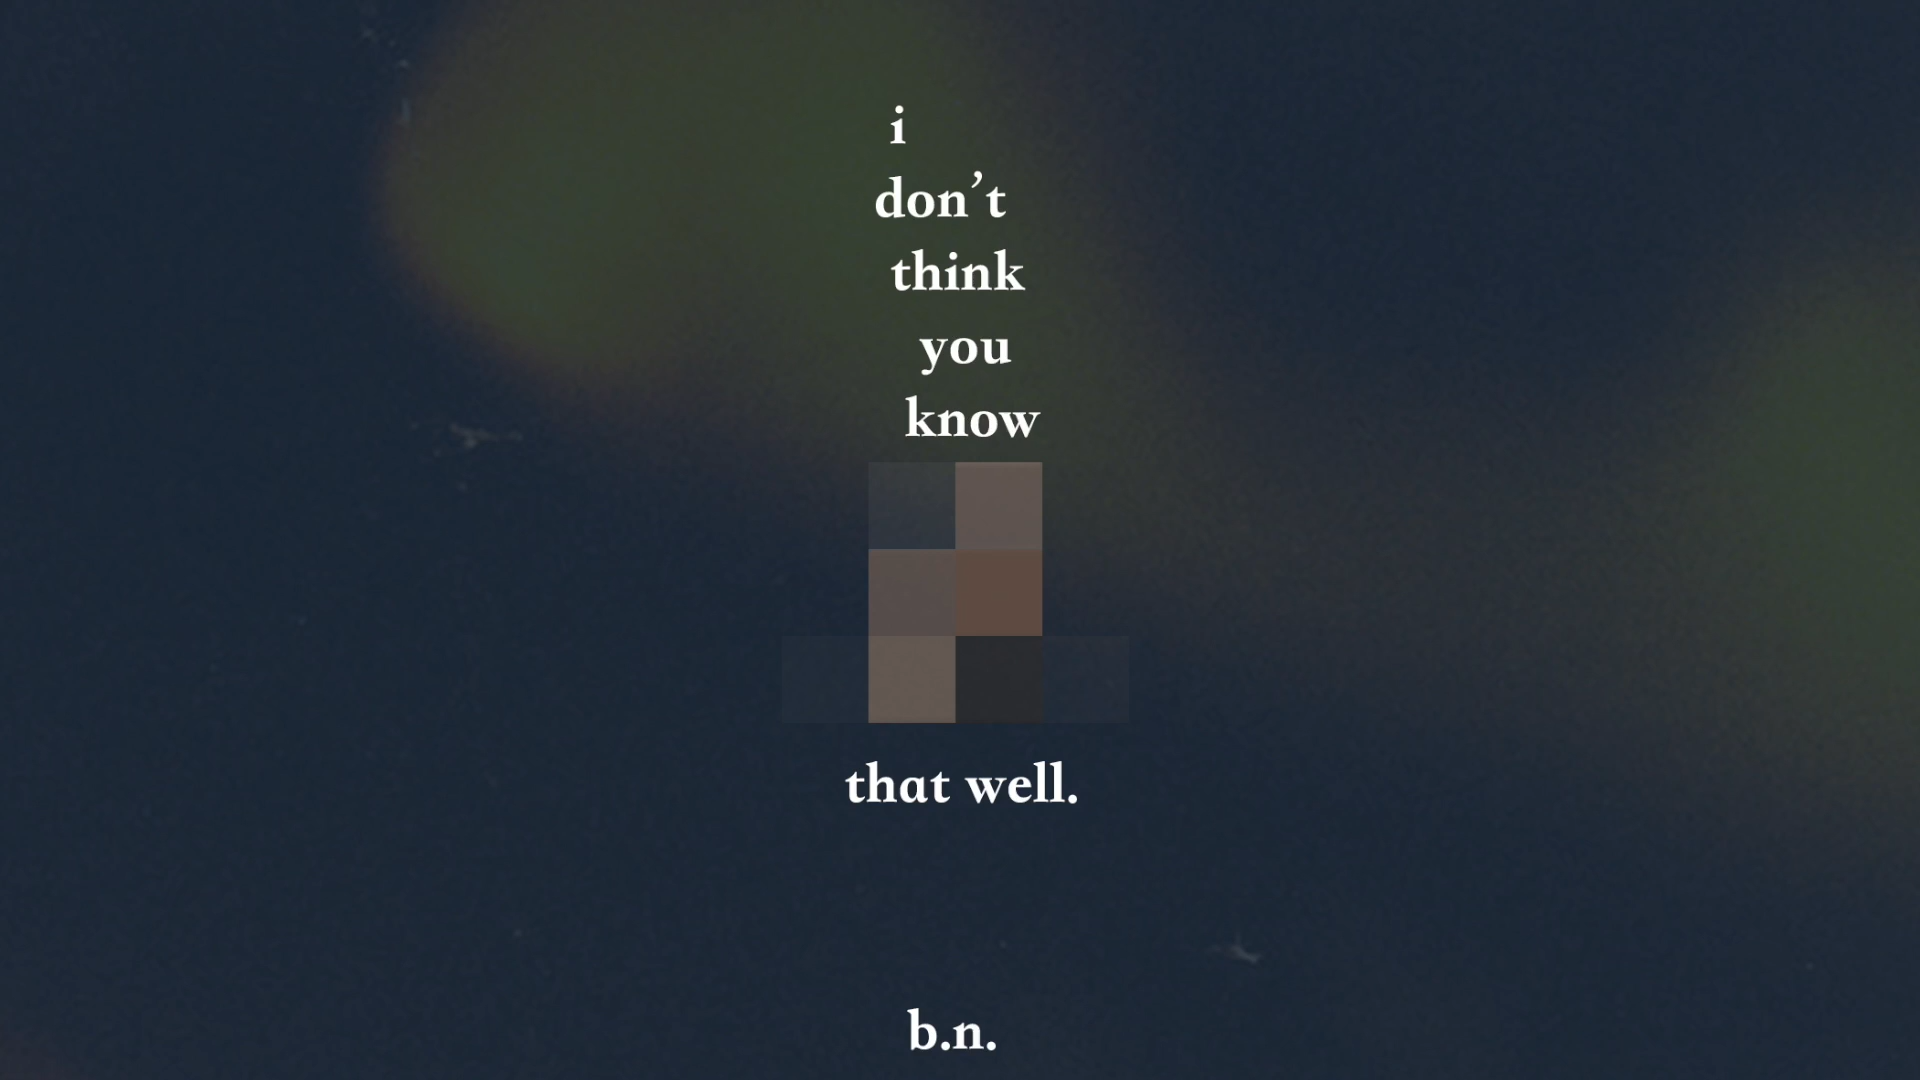 i
don’t
think
you
know
that well.
b.n.